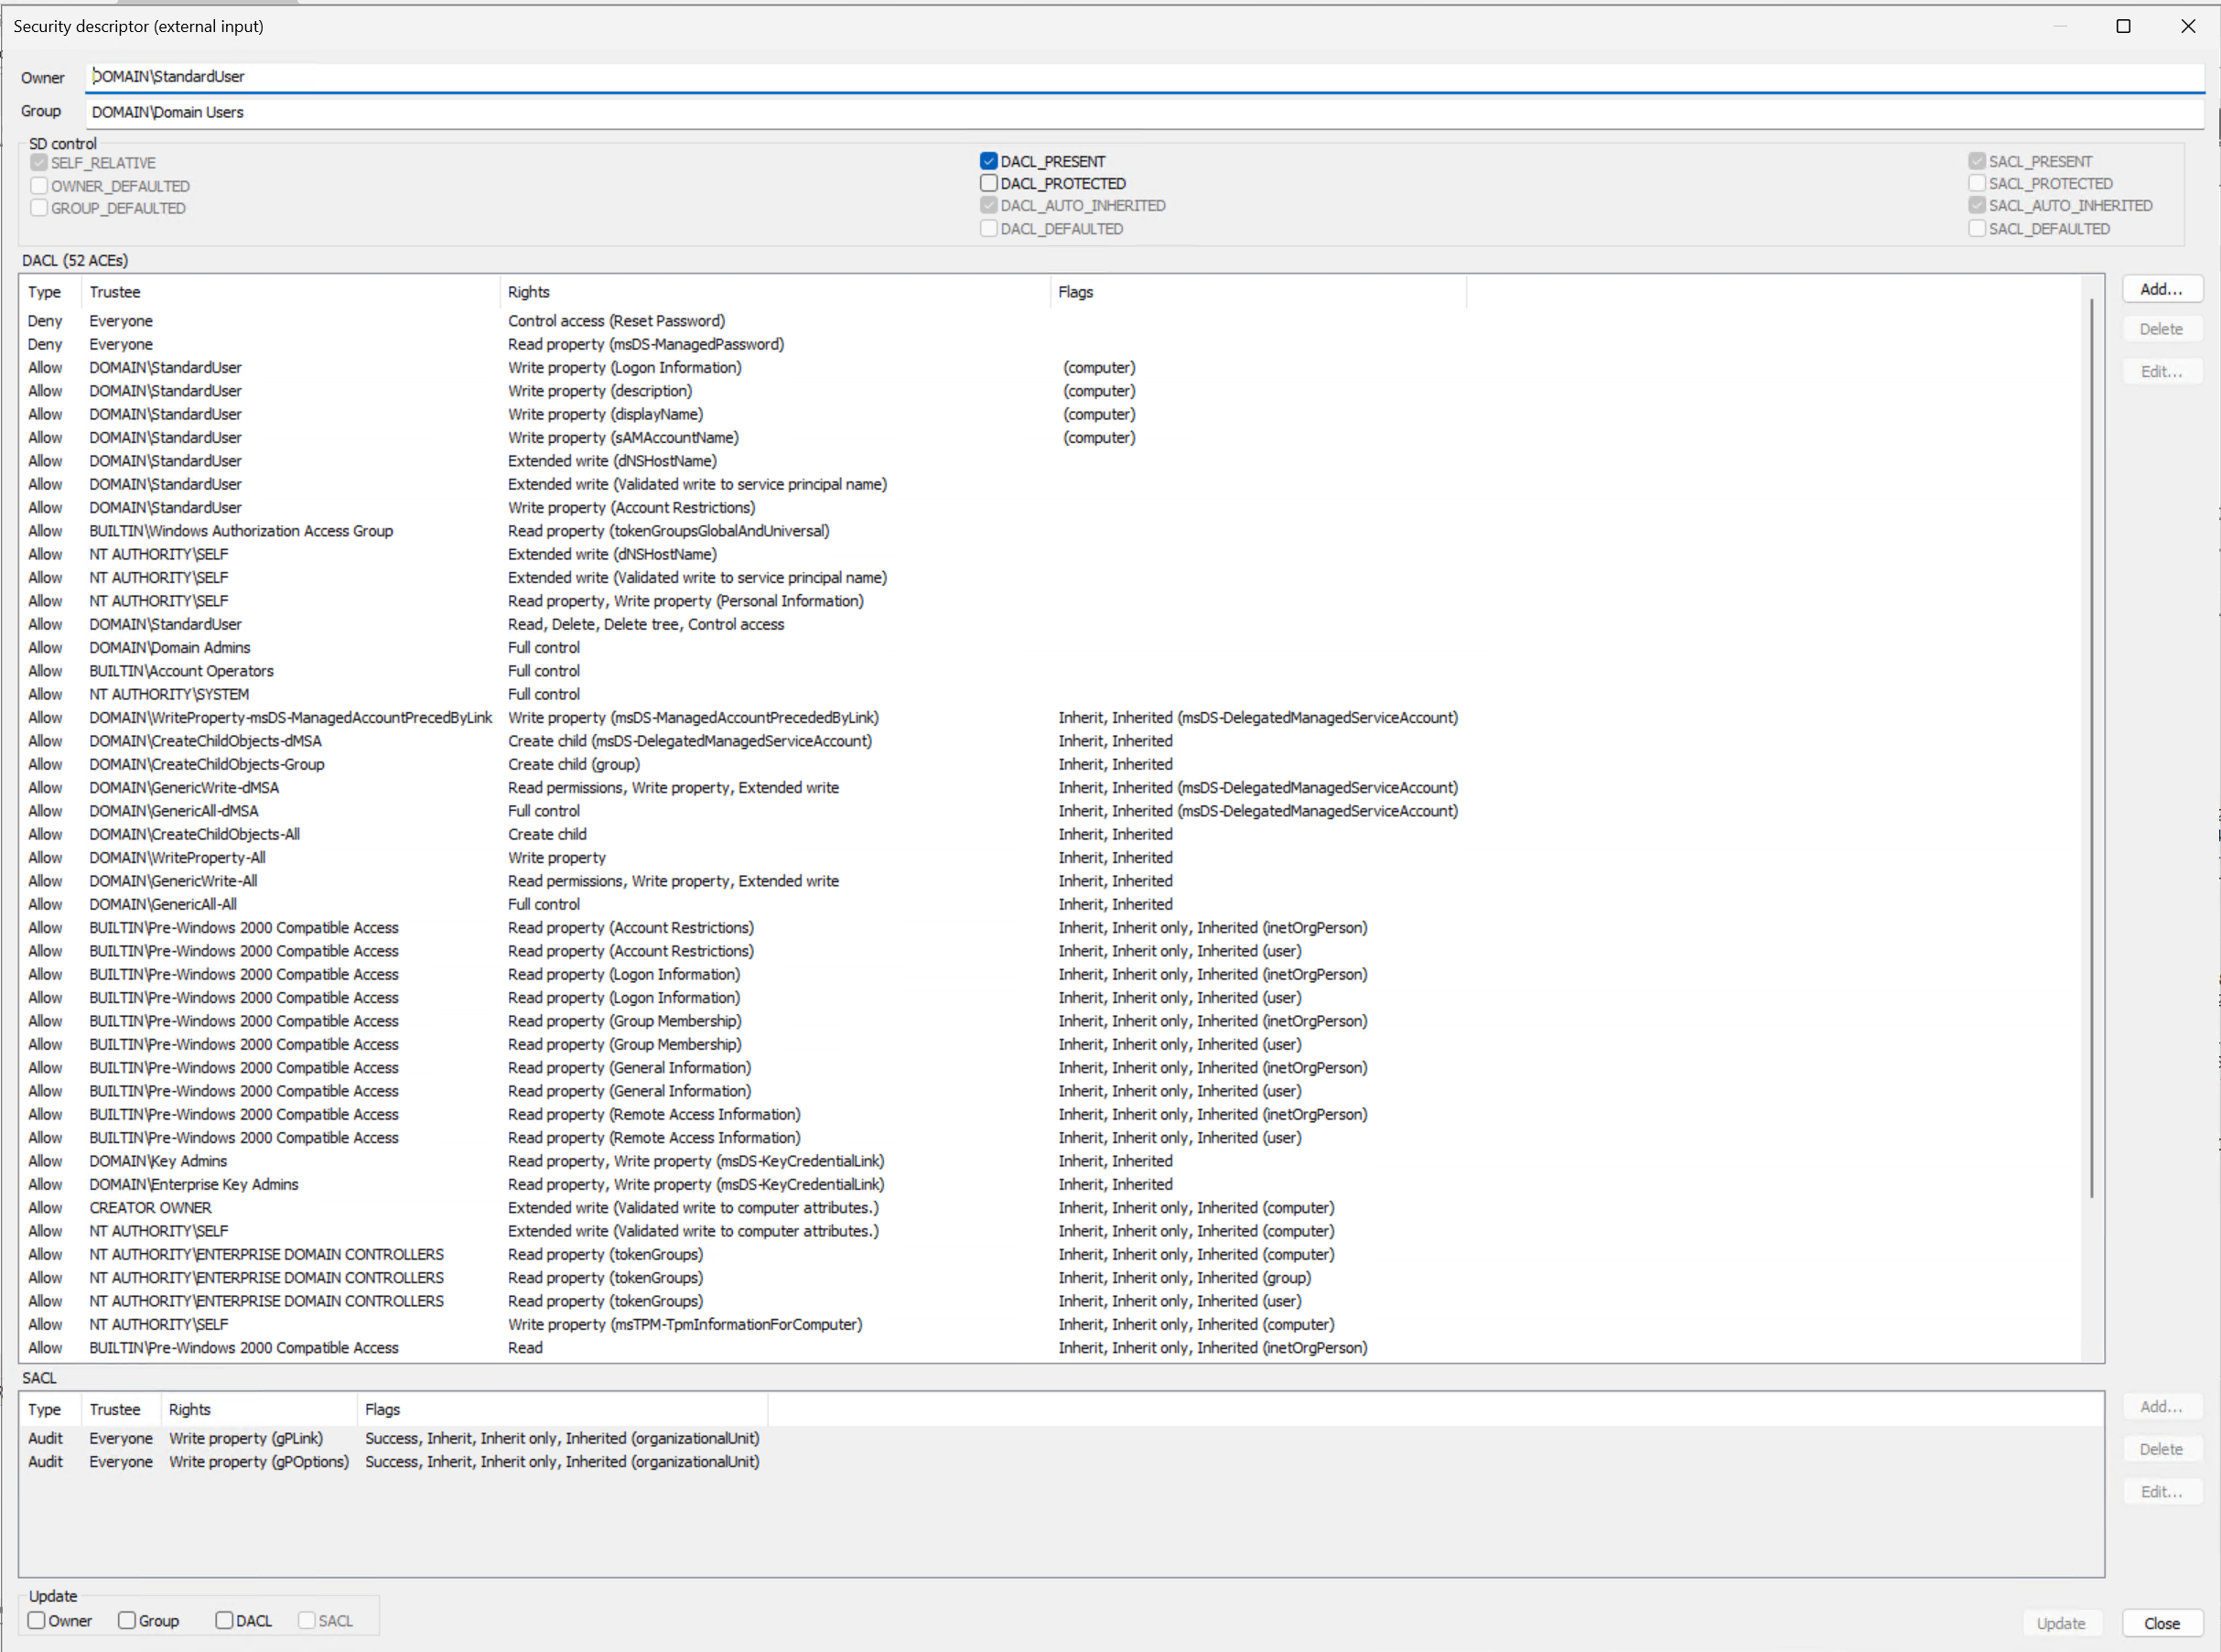 Security descriptor (external input)
Owner DOMAIN\StandardUser
Group DOMAIN\Domain Users
SD control
SELF_RELATIVE DACL_PRESENT SACL_PRESENT
OWNER_DEFAULTED DACL_PROTECTED SACL_PROTECTED
GROUP_DEFAULTED DACL_AUTO_INHERITED SACL_AUTO_INHERITED
DACL_DEFAULTED SACL_DEFAULTED
DACL (52 ACEs)
Type Trustee Rights Flags Add...
Deny Everyone Control access (Reset Password) Delete
Deny Everyone Read property (msDS-ManagedPassword)
Allow DOMAIN\StandardUser Write property (Logon Information) (computer) Edit...
Allow DOMAIN\StandardUser Write property (description) (computer)
Allow DOMAIN\StandardUser Write property (displayName) (computer)
Allow DOMAIN\StandardUser Write property (sAMAccountName) (computer)
Allow DOMAIN\StandardUser Extended write (dNSHostName)
Allow DOMAIN\StandardUser Extended write (Validated write to service principal name)
Allow DOMAIN\StandardUser Write property (Account Restrictions)
Allow BUILTIN\Windows Authorization Access Group Read property (tokenGroupsGlobalAndUniversal)
Allow NT AUTHORITY\SELF Extended write (dNSHostName)
Allow NT AUTHORITY\SELF Extended write (Validated write to service principal name)
Allow NT AUTHORITY\SELF Read property, Write property (Personal Information)
Allow DOMAIN\StandardUser Read, Delete, Delete tree, Control access
Allow DOMAIN\Domain Admins Full control
Allow BUILTIN\Account Operators Full control
Allow NT AUTHORITY\SYSTEM Full control
Allow DOMAIN\WriteProperty-msDS-ManagedAccountPrecedByLink Write property (msDS-ManagedAccountPrecededByLink) Inherit, Inherited (msDS-DelegatedManagedServiceAccount)
Allow DOMAIN\CreateChildObjects-dMSA Create child (msDS-DelegatedManagedServiceAccount) Inherit, Inherited
Allow DOMAIN\CreateChildObjects-Group Create child (group) Inherit, Inherited
Allow DOMAIN\GenericWrite-dMSA Read permissions, Write property, Extended write Inherit, Inherited (msDS-DelegatedManagedServiceAccount)
Allow DOMAIN\GenericAll-dMSA Full control Inherit, Inherited (msDS-DelegatedManagedServiceAccount)
Allow DOMAIN\CreateChildObjects-All Create child Inherit, Inherited
Allow DOMAIN\WriteProperty-All Write property Inherit, Inherited
Allow DOMAIN\GenericWrite-All Read permissions, Write property, Extended write Inherit, Inherited
Allow DOMAIN\GenericAll-All Full control Inherit, Inherited
Allow BUILTIN\Pre-Windows 2000 Compatible Access Read property (Account Restrictions) Inherit, Inherit only, Inherited (inetOrgPerson)
Allow BUILTIN\Pre-Windows 2000 Compatible Access Read property (Account Restrictions) Inherit, Inherit only, Inherited (user)
Allow BUILTIN\Pre-Windows 2000 Compatible Access Read property (Logon Information) Inherit, Inherit only, Inherited (inetOrgPerson)
Allow BUILTIN\Pre-Windows 2000 Compatible Access Read property (Logon Information) Inherit, Inherit only, Inherited (user)
Allow BUILTIN\Pre-Windows 2000 Compatible Access Read property (Group Membership) Inherit, Inherit only, Inherited (inetOrgPerson)
Allow BUILTIN\Pre-Windows 2000 Compatible Access Read property (Group Membership) Inherit, Inherit only, Inherited (user)
Allow BUILTIN\Pre-Windows 2000 Compatible Access Read property (General Information) Inherit, Inherit only, Inherited (inetOrgPerson)
Allow BUILTIN\Pre-Windows 2000 Compatible Access Read property (General Information) Inherit, Inherit only, Inherited (user)
Allow BUILTIN\Pre-Windows 2000 Compatible Access Read property (Remote Access Information) Inherit, Inherit only, Inherited (inetOrgPerson)
Allow BUILTIN\Pre-Windows 2000 Compatible Access Read property (Remote Access Information) Inherit, Inherit only, Inherited (user)
Allow DOMAIN\Key Admins Read property, Write property (msDS-KeyCredentialLink) Inherit, Inherited
Allow DOMAIN\Enterprise Key Admins Read property, Write property (msDS-KeyCredentialLink) Inherit, Inherited
Allow CREATOR OWNER Extended write (Validated write to computer attributes.) Inherit, Inherit only, Inherited (computer)
Allow NT AUTHORITY\SELF Extended write (Validated write to computer attributes.) Inherit, Inherit only, Inherited (computer)
Allow NT AUTHORITY\ENTERPRISE DOMAIN CONTROLLERS Read property (tokenGroups) Inherit, Inherit only, Inherited (computer)
Allow NT AUTHORITY\ENTERPRISE DOMAIN CONTROLLERS Read property (tokenGroups) Inherit, Inherit only, Inherited (group)
Allow NT AUTHORITY\ENTERPRISE DOMAIN CONTROLLERS Read property (tokenGroups) Inherit, Inherit only, Inherited (user)
Allow NT AUTHORITY\SELF Write property (msTPM-TpmInformationForComputer) Inherit, Inherit only, Inherited (computer)
Allow BUILTIN\Pre-Windows 2000 Compatible Access Read Inherit, Inherit only, Inherited (inetOrgPerson)
SACL
Type Trustee Rights Flags Add...
Audit Everyone Write property (gPLink) Success, Inherit, Inherit only, Inherited (organizationalUnit) Delete
Audit Everyone Write property (gPOptions) Success, Inherit, Inherit only, Inherited (organizationalUnit)
Edit...
Update
Owner Group DACL SACL Update Close